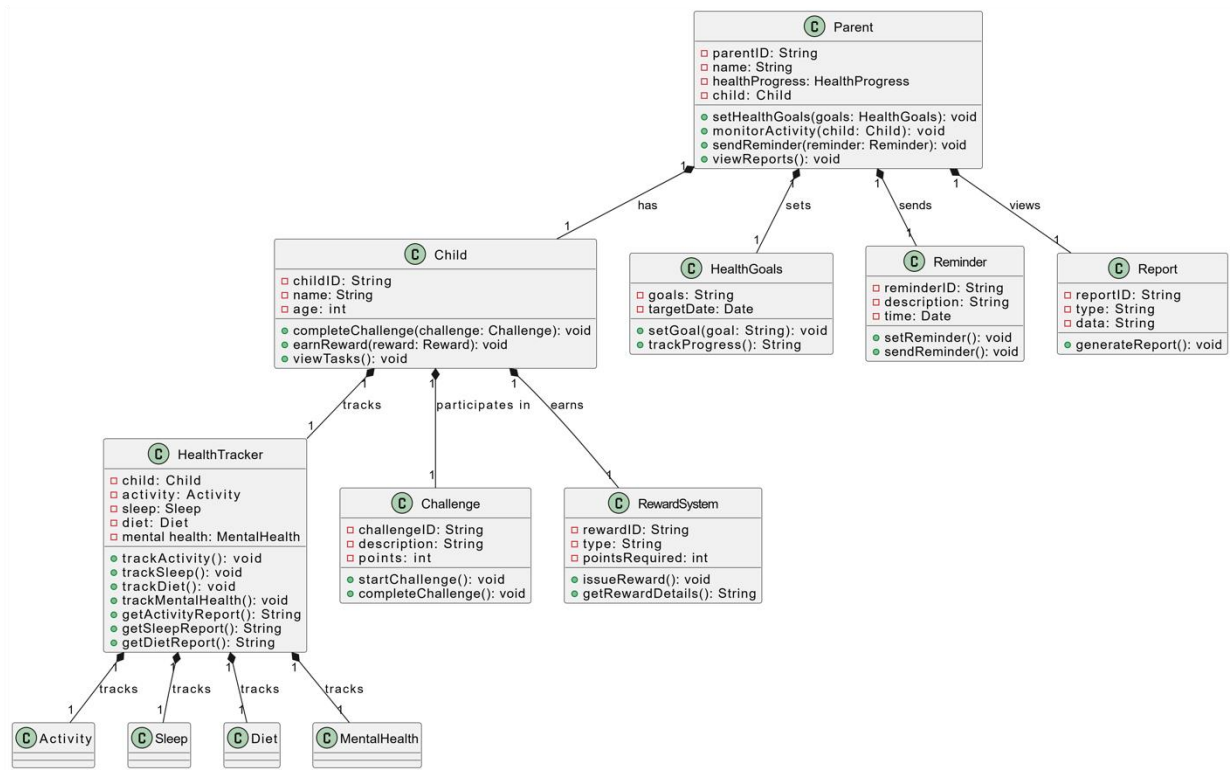 C Parent
parentID: String
name: String
healthProgress: HealthProgress
child: Child
setHealthGoals(goals: HealthGoals): void
monitorActivity(child: Child): void
sendReminder(reminder: Reminder): void
viewReports(): void
1 1 1 1
has sets sends views
1 1 1 1
C Child
childID: String
name: String
age: int
completeChallenge(challenge: Challenge): void
earnReward(reward: Reward): void
viewTasks(): void
C HealthGoals
goals: String
targetDate: Date
setGoal(goal: String): void
trackProgress(): String
C Reminder
reminderID: String
description: String
time: Date
setReminder(): void
sendReminder(): void
C Report
reportID: String
type: String
data: String
generateReport(): void
1 1 1
tracks participates in earns
1 1 1
C HealthTracker
child: Child
activity: Activity
sleep: Sleep
diet: Diet
mental health: MentalHealth
trackActivity(): void
trackSleep(): void
trackDiet(): void
trackMentalHealth(): void
getActivityReport(): String
getSleepReport(): String
getDietReport(): String
C Challenge
challengeID: String
description: String
points: int
startChallenge(): void
completeChallenge(): void
C RewardSystem
rewardID: String
type: String
pointsRequired: int
issueReward(): void
getRewardDetails(): String
1 1 1 1
tracks tracks tracks tracks
1 1 1 1
C Activity
C Sleep
C Diet
C MentalHealth